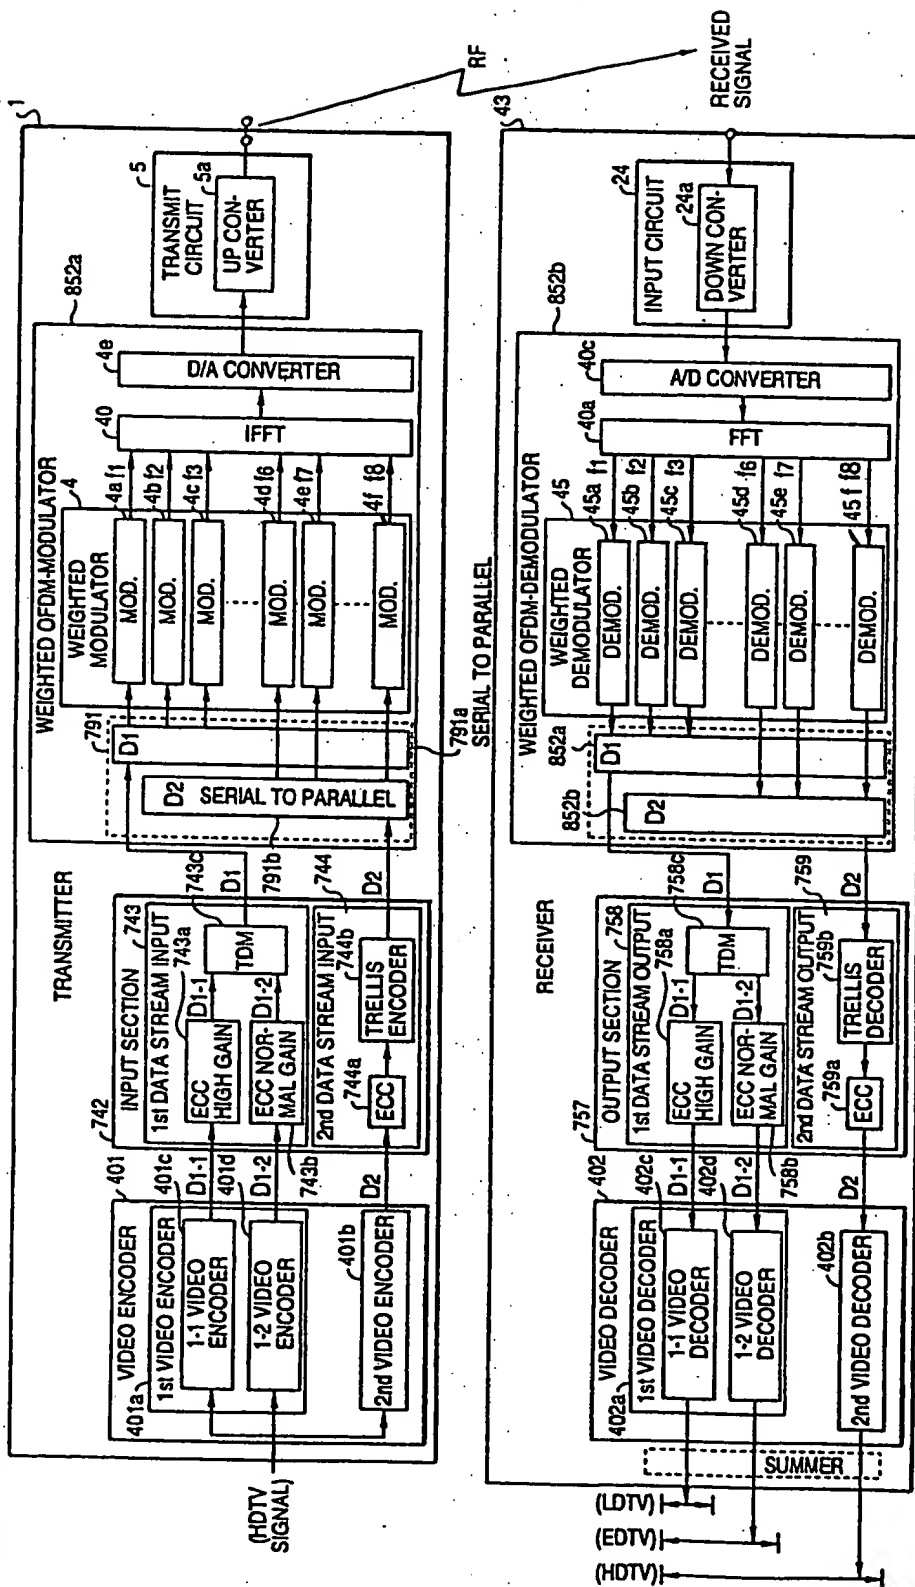 TRANSMITTER
1
VIDEO ENCODER
401
401a
1st VIDEO ENCODER
401c
1-1 VIDEO
ENCODER
401d
1-2 VIDEO
ENCODER
401b
2nd VIDEO ENCODER
(HDTV
SIGNAL)
D1-1
D1-2
D2
742
INPUT SECTION
743
1st DATA STREAM INPUT
743a
ECC
HIGH GAIN
D1-1
743c
TDM
ECC NOR-
MAL GAIN
D1-2
743b
744
2nd DATA STREAM INPUT
744a
ECC
744b
TRELLIS
ENCODER
D1
D2
WEIGHTED OFDM-MODULATOR
852a
791
D1
D2
SERIAL TO PARALLEL
791b
791a
SERIAL TO PARALLEL
WEIGHTED
MODULATOR
4
MOD.
4a f1
MOD.
4b f2
MOD.
4c f3
MOD.
4d f6
MOD.
4e f7
MOD.
4f f8
40
IFFT
4e
D/A CONVERTER
5
TRANSMIT
CIRCUIT
5a
UP CON-
VERTER
RF
RECEIVED
SIGNAL
RECEIVER
43
INPUT CIRCUIT
24
24a
DOWN CON-
VERTER
WEIGHTED OFDM-DEMODULATOR
852b
40c
A/D CONVERTER
40a
FFT
WEIGHTED
DEMODULATOR
45
DEMOD.
45a f1
DEMOD.
45b f2
DEMOD.
45c f3
DEMOD.
45d f6
DEMOD.
45e f7
DEMOD.
45f f8
852a
D1
852b
D2
D1
D2
757
OUTPUT SECTION
758
1st DATA STREAM OUTPUT
758a
ECC
HIGH GAIN
D1-1
758c
TDM
ECC NOR-
MAL GAIN
D1-2
758b
759
2nd DATA STREAM OUTPUT
759a
ECC
759b
TRELLIS
DECODER
D1-1
D1-2
D2
VIDEO DECODER
402
402a
1st VIDEO DECODER
402c
1-1 VIDEO
DECODER
402d
1-2 VIDEO
DECODER
402b
2nd VIDEO DECODER
SUMMER
(LDTV)
(EDTV)
(HDTV)